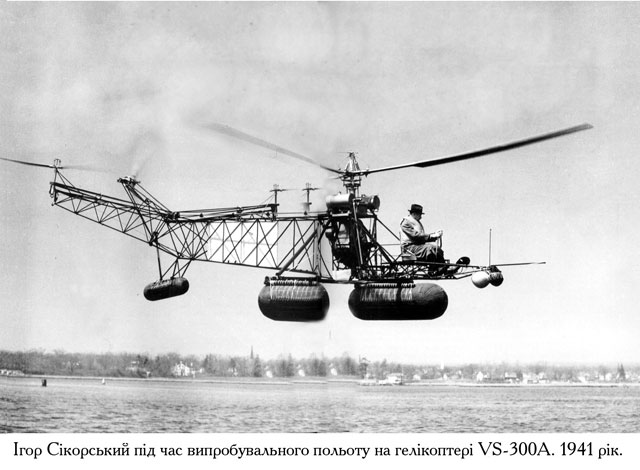 Ігор Сікорський під час випробувального польоту на гелікоптері VS-300A. 1941 рік.